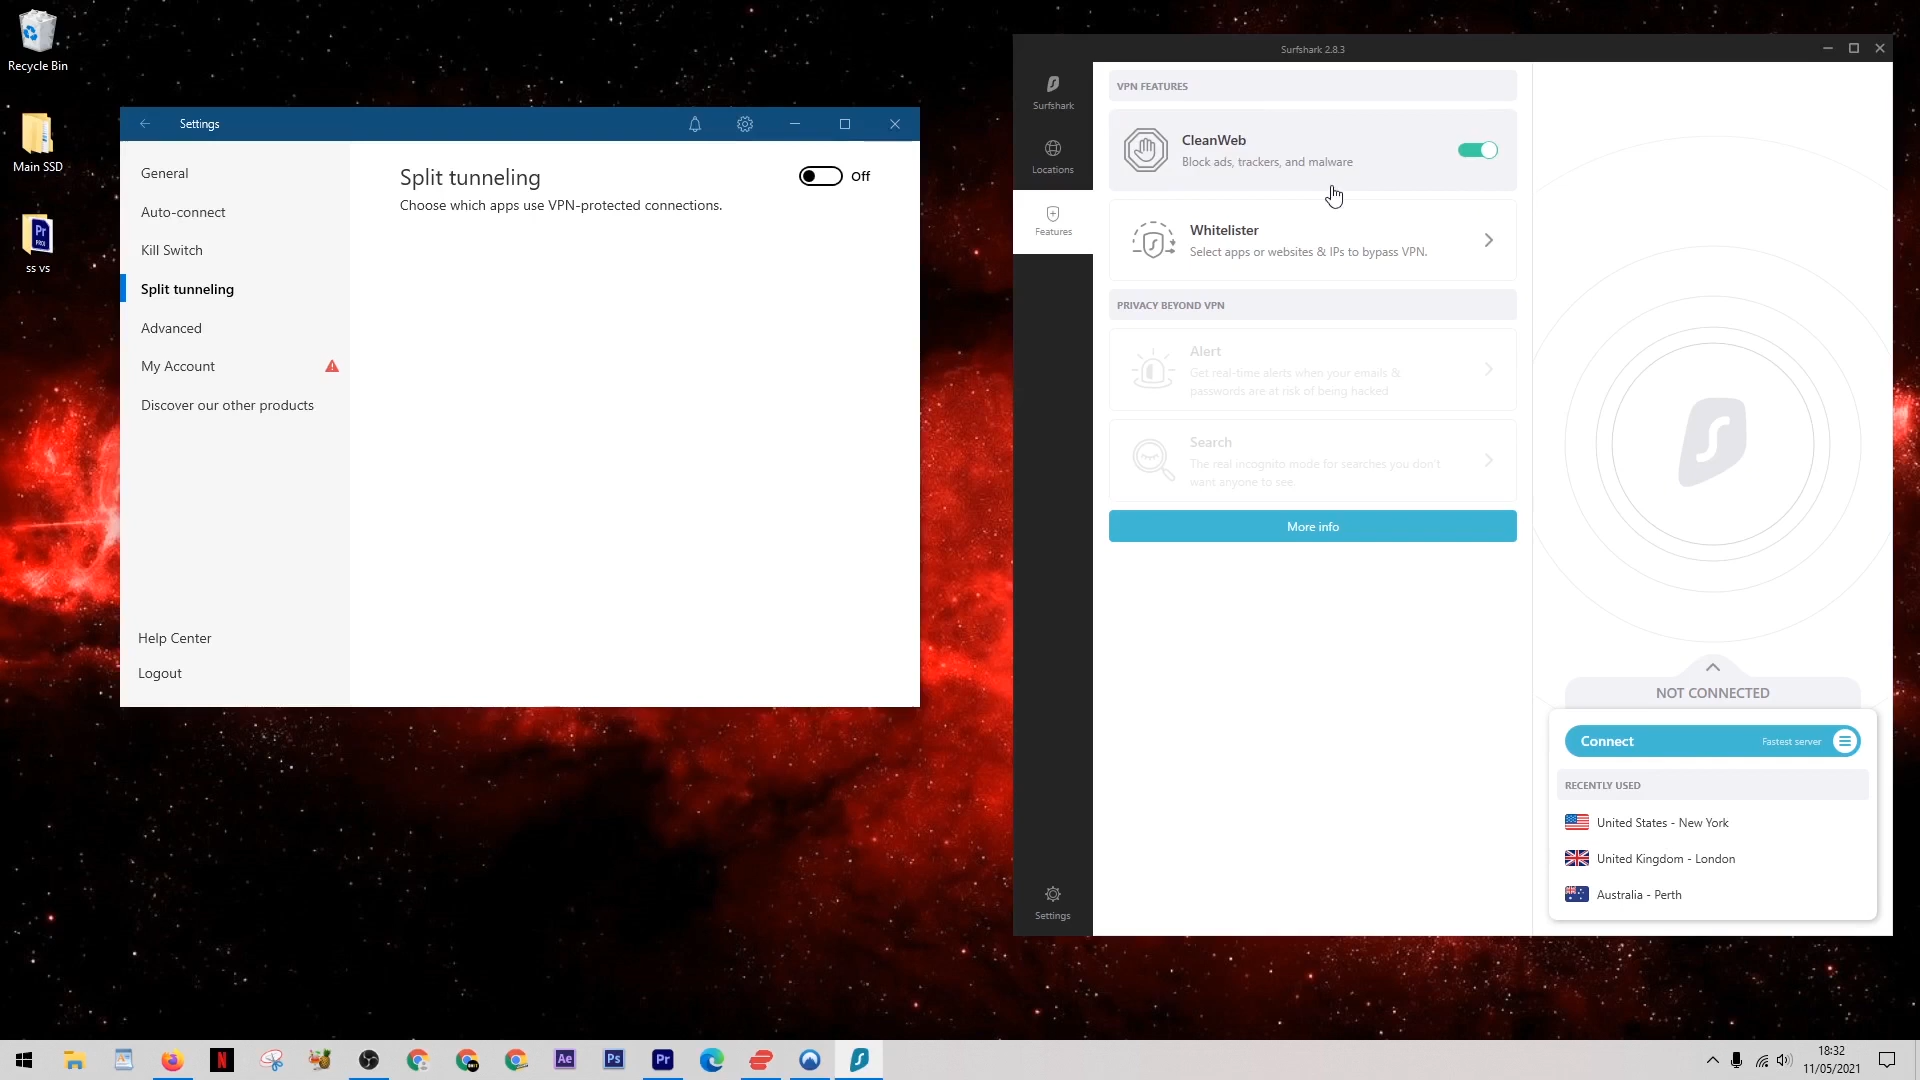 Recycle Bin
Main SSD
Pr
PROJ
ss vs
Settings
General
Auto-connect
Kill Switch
Split tunneling
Advanced
My Account
Discover our other products
Help Center
Logout
Split tunneling
Off
Choose which apps use VPN-protected connections.
Surfshark 2.8.3
Surfshark
Locations
Features
Settings
VPN FEATURES
CleanWeb
Block ads, trackers, and malware
Whitelister
Select apps or websites & IPs to bypass VPN.
PRIVACY BEYOND VPN
Alert
Get real-time alerts when your emails &
passwords are at risk of being hacked
Search
The real incognito mode for searches you don't
want anyone to see
More info
NOT CONNECTED
Connect
Fastest server
RECENTLY USED
United States - New York
United Kingdom - London
Australia - Perth
N
Ae
Ps
Pr
18:32
11/05/2021